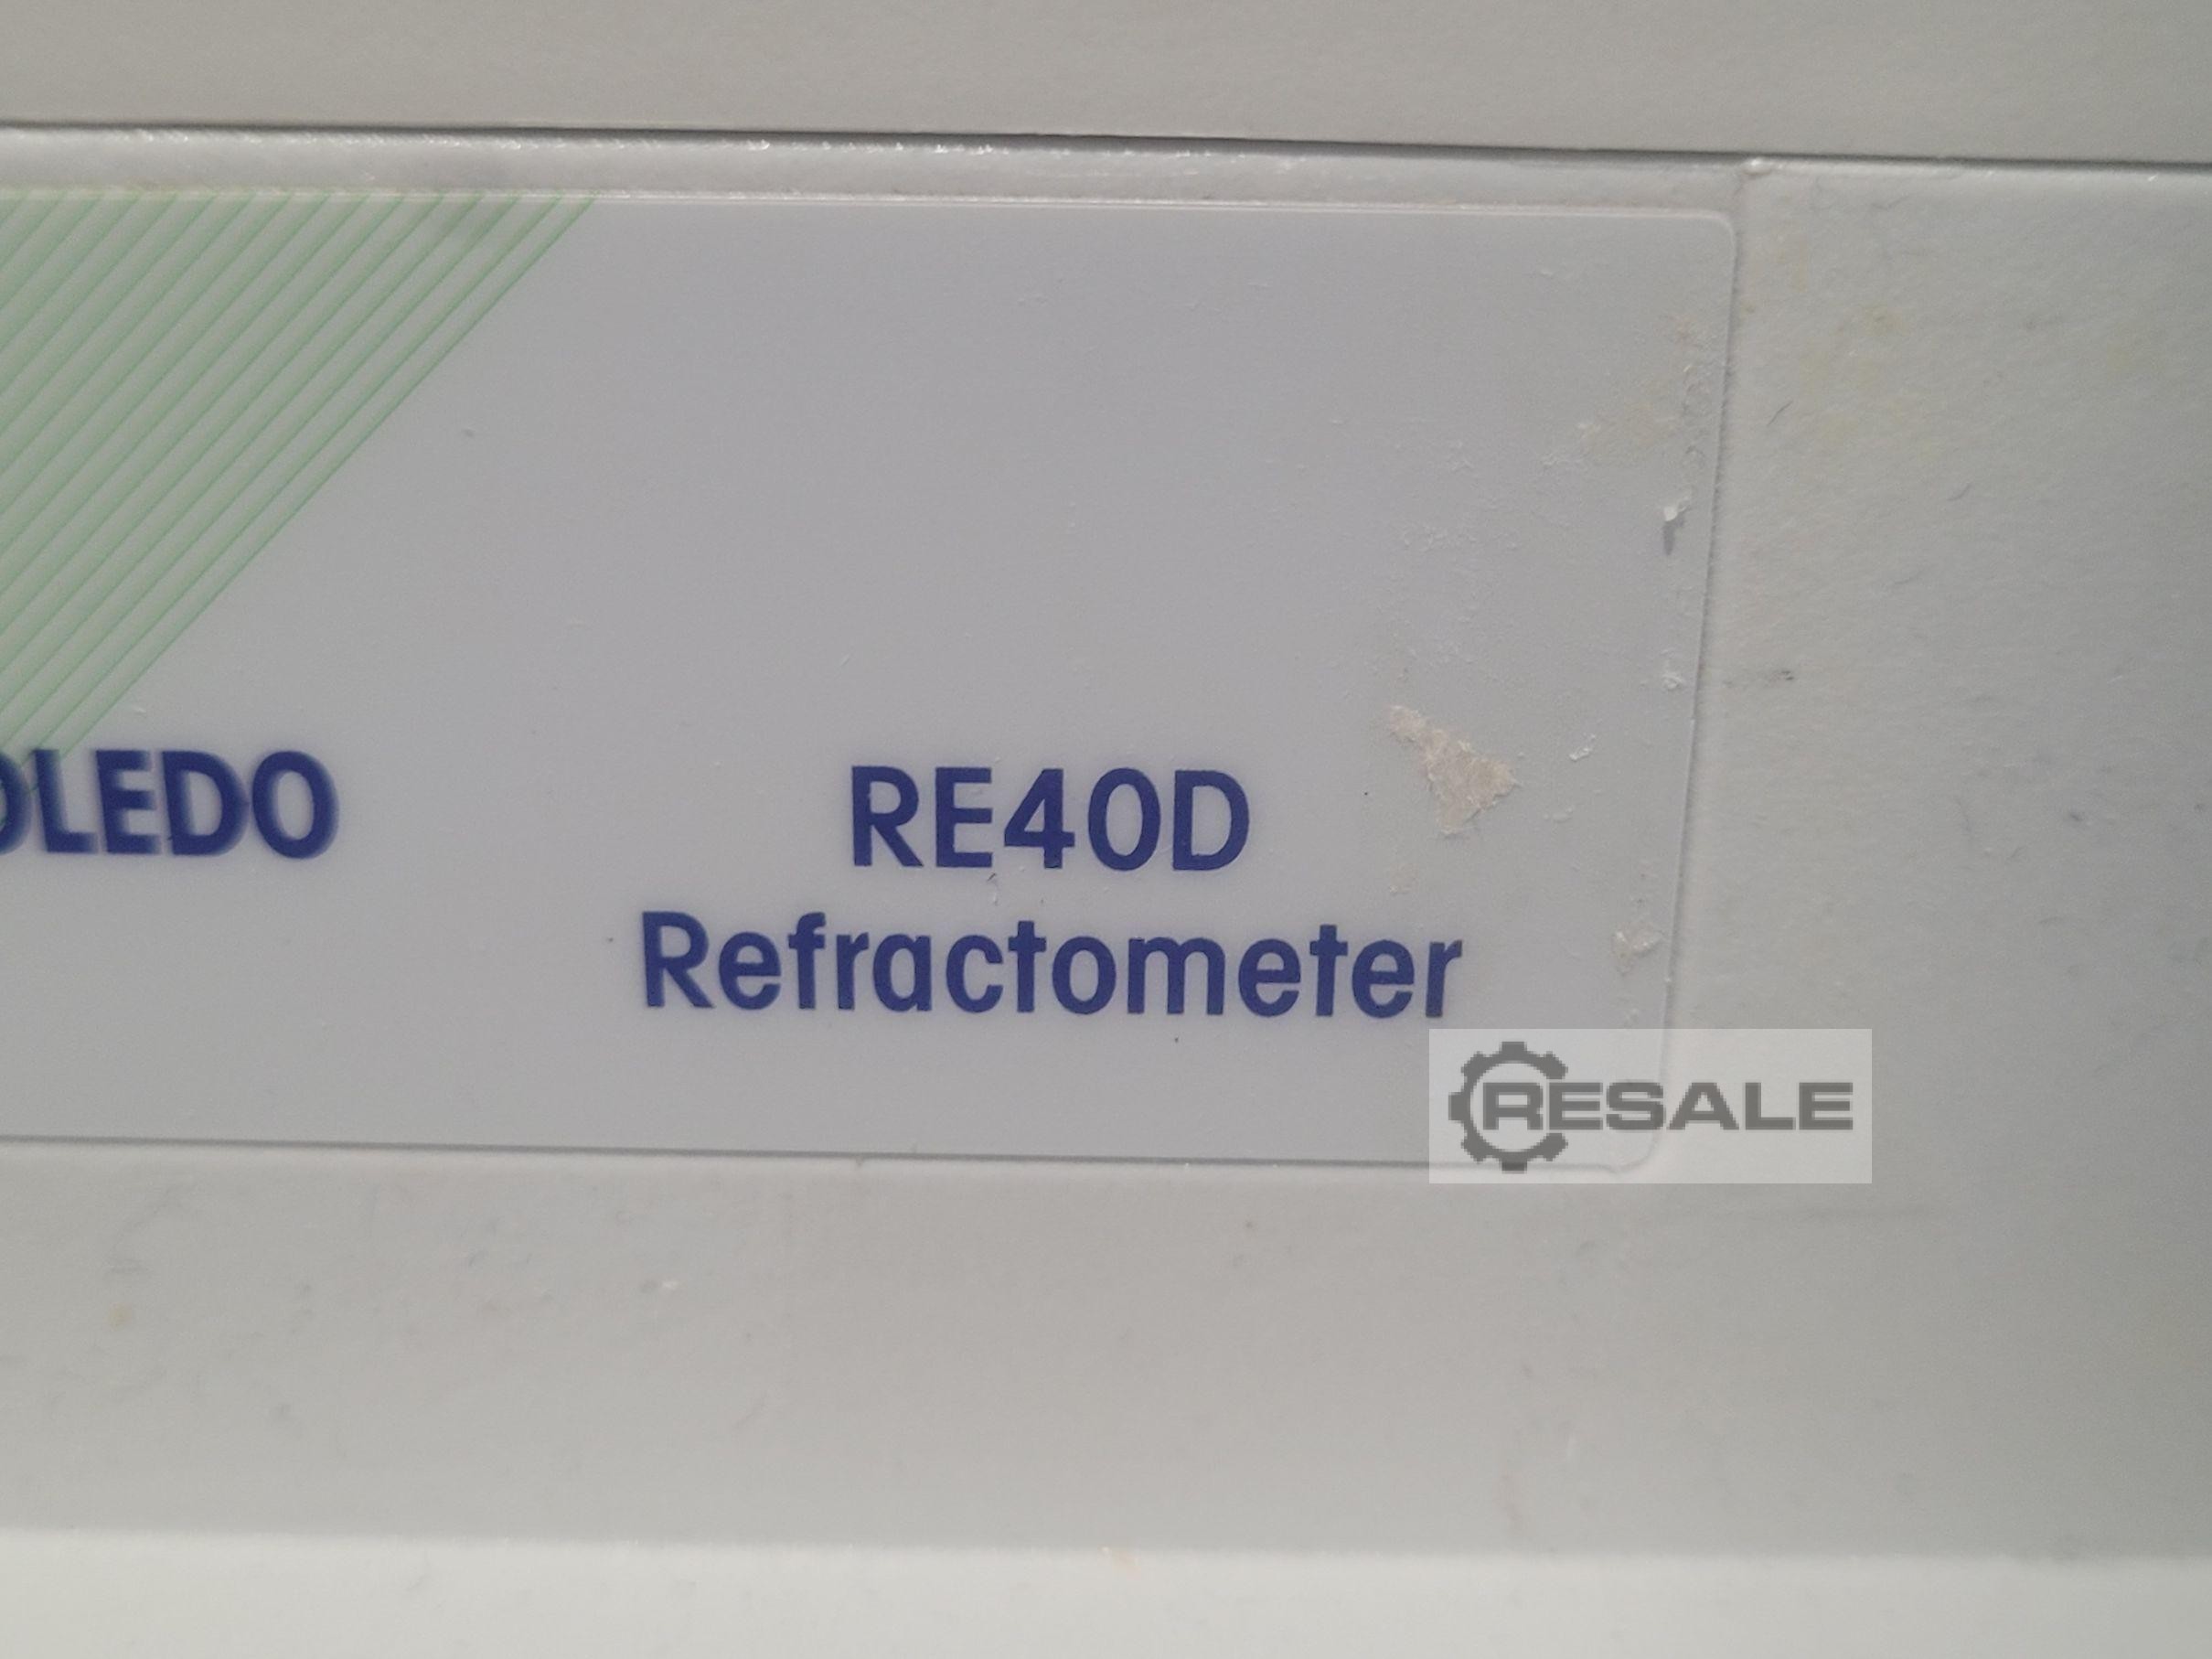 OLEDO
RE40D
Refractometer
RESALE